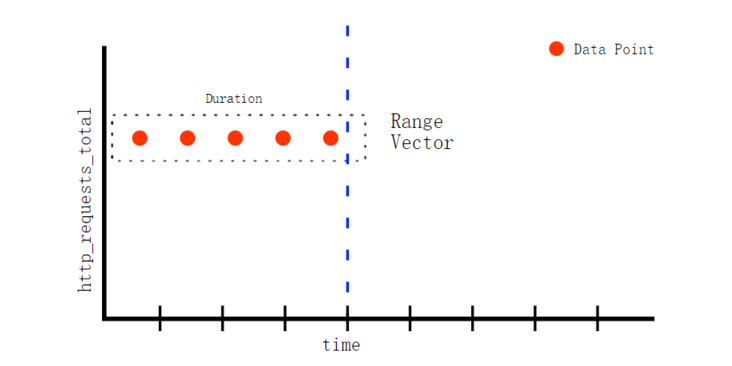 Data Point
Duration
Range
Vector
http_requests_total
time